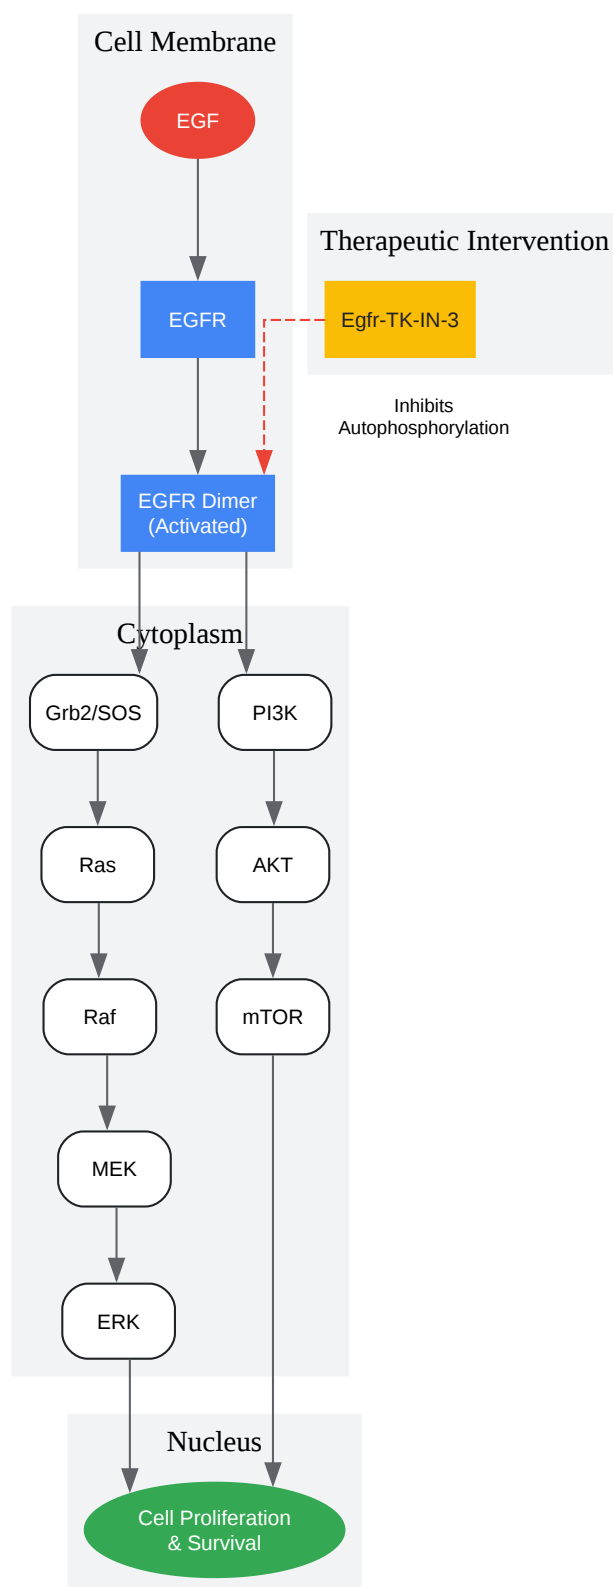 Cell Membrane
EGF
Therapeutic Intervention
EGFR
Egfr-TK-IN-3
Inhibits
Autophosphorylation
EGFR Dimer
(Activated)
Cytoplasm
Grb2/SOS
PI3K
Ras
AKT
Raf
mTOR
MEK
ERK
Nucleus
Cell Proliferation
& Survival